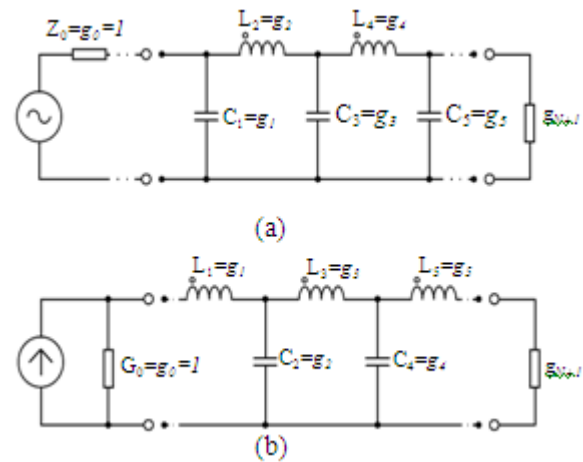 Z₀=g₀=1
L₂=g₂
L₄=g₄
C₁=g₁
C₃=g₃
C₅=g₅
gₙ₊₁
(a)
L₁=g₁
L₃=g₃
L₅=g₅
G₀=g₀=1
C₂=g₂
C₄=g₄
gₙ₊₁
(b)